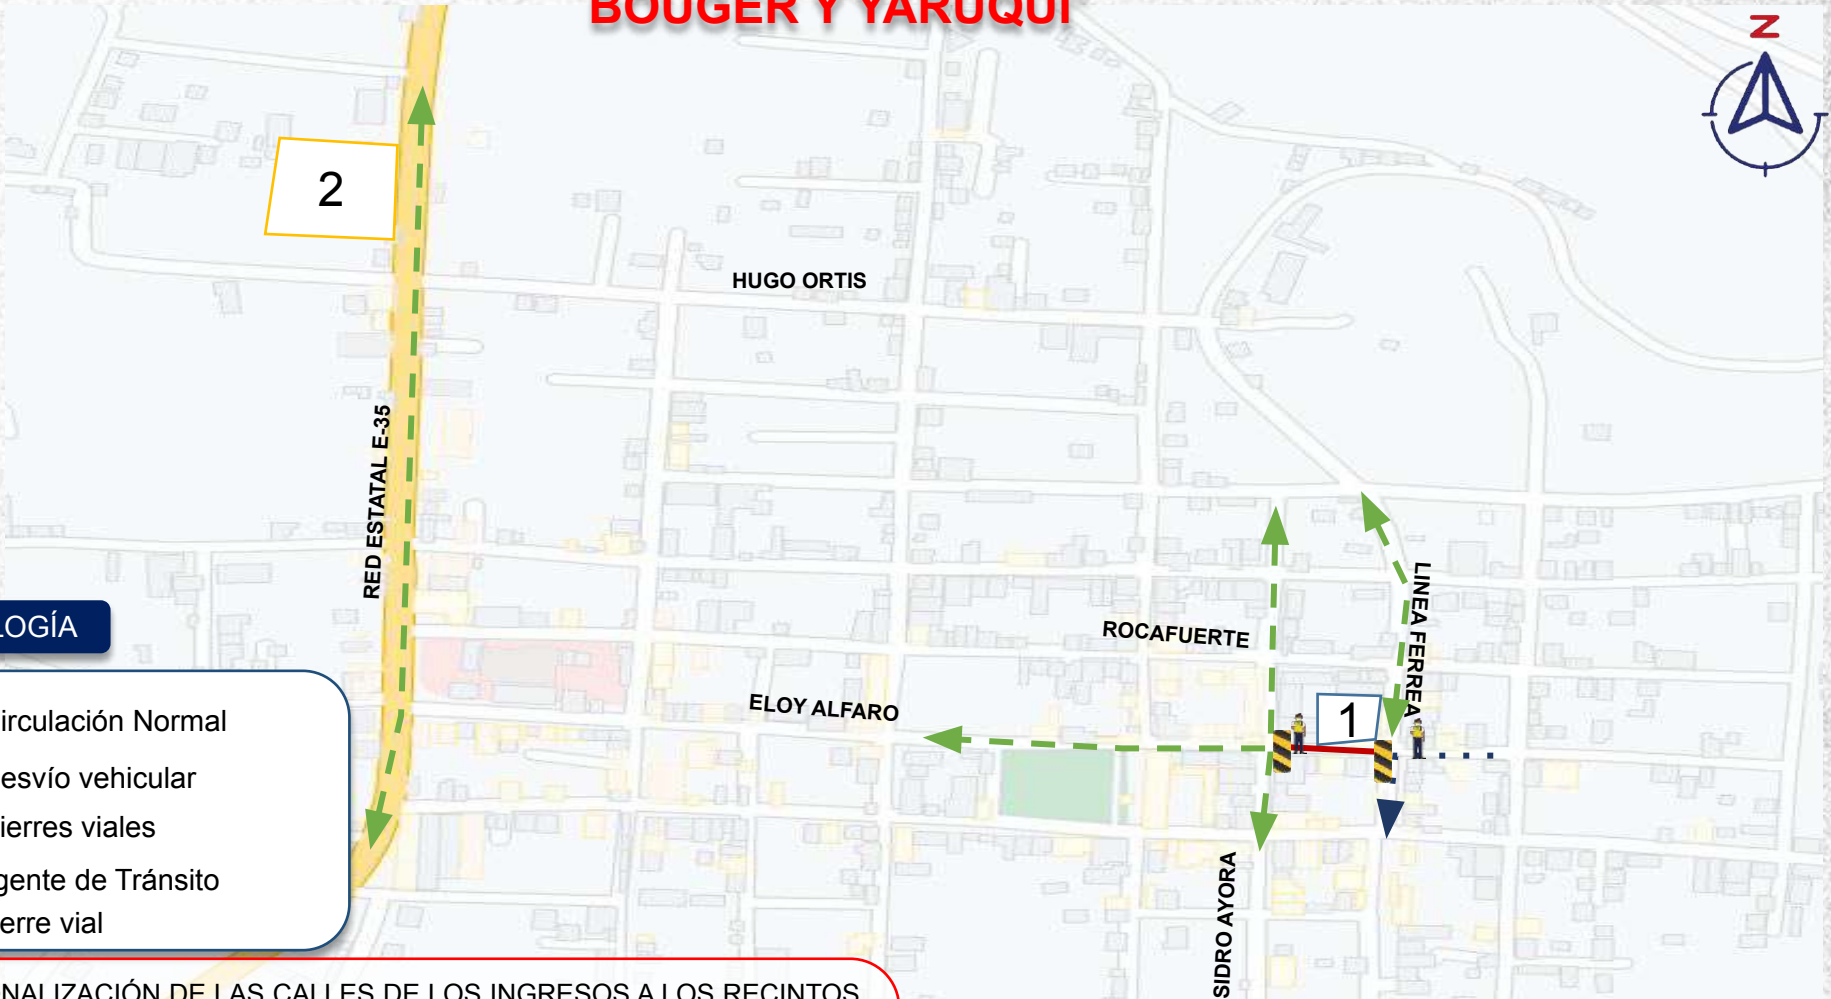 BOUGER Y YARUQUI
N
2
HUGO ORTIS
RED ESTATAL E-35
LINEA FERREA
ROCAFUERTE
ELOY ALFARO
1
SIDRO AYORA
LOGÍA
irculación Normal
esvío vehicular
ierres viales
gente de Tránsito
ierre vial
NALIZACIÓN DE LAS CALLES DE LOS INGRESOS A LOS RECINTOS